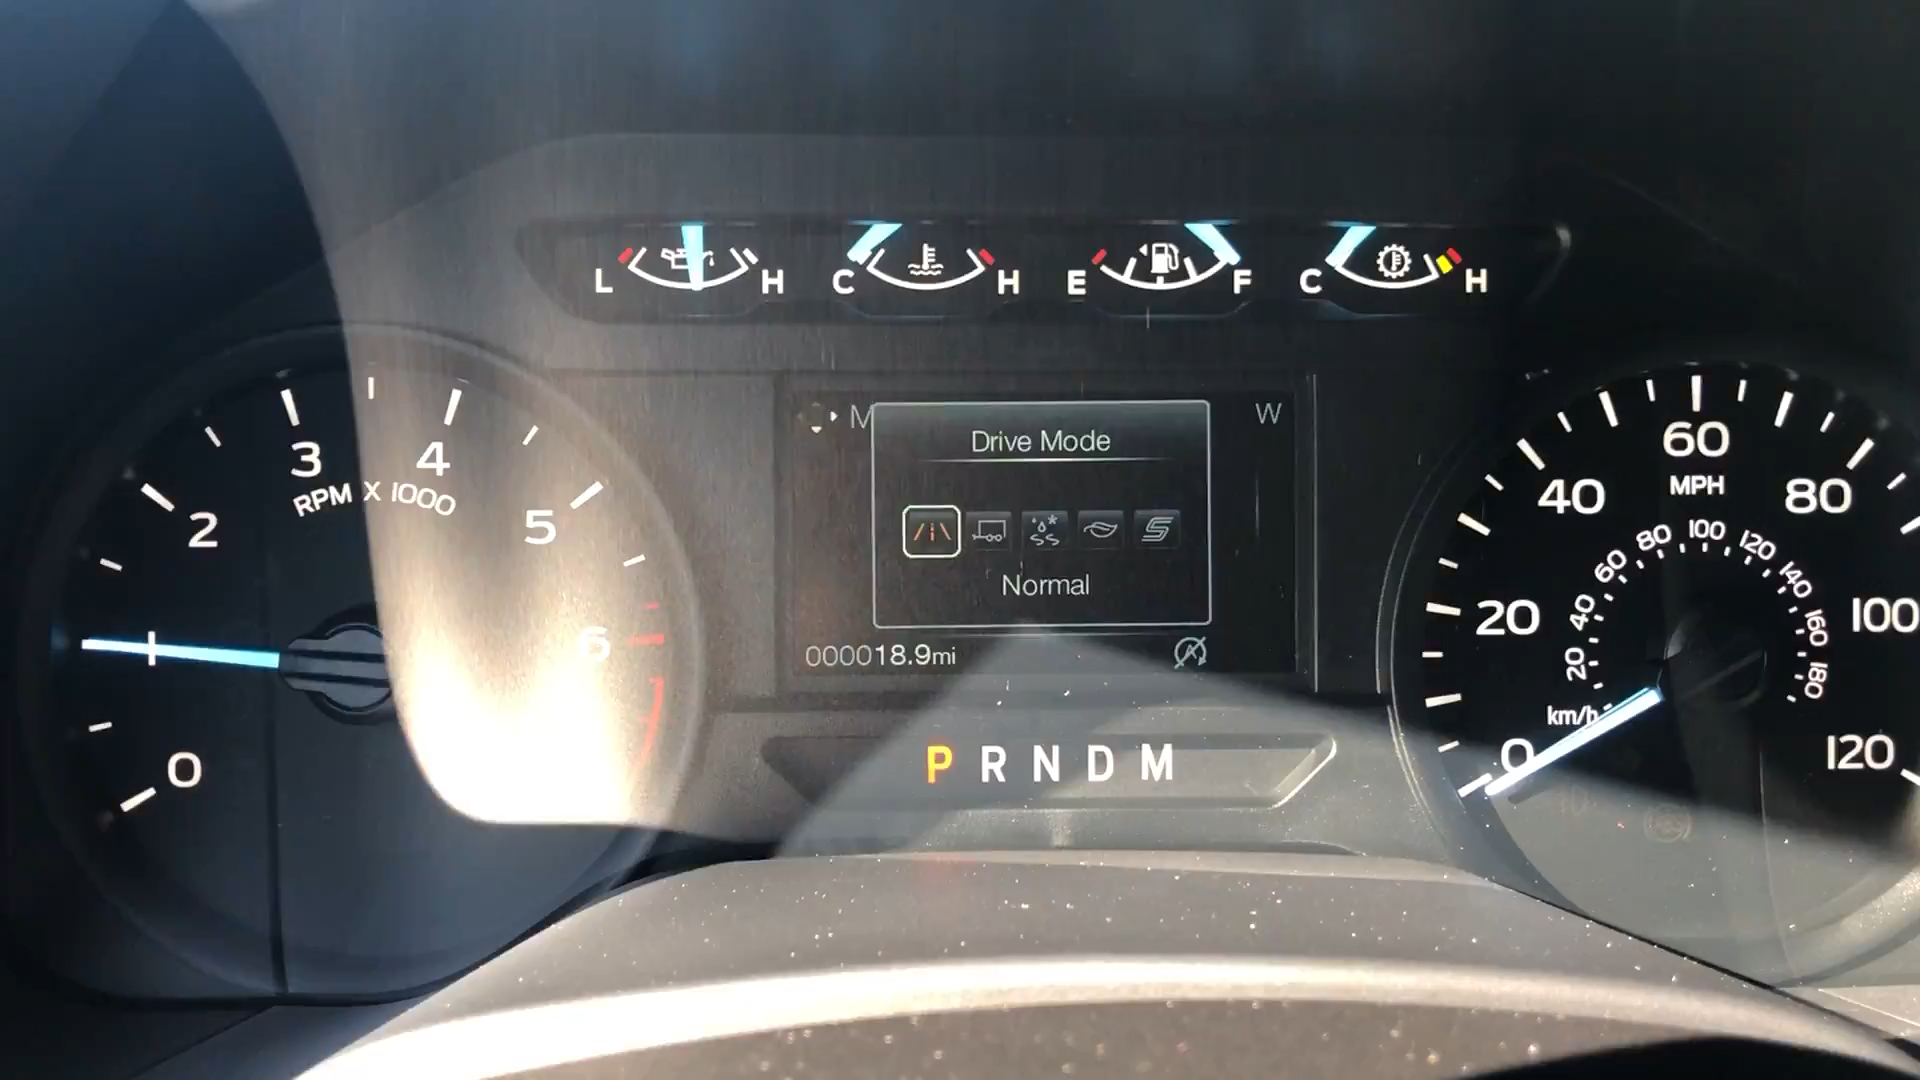 L H C H E F C H
3 4
RPM X 1000
2 5
6
0
M W
Drive Mode
Normal
000018.9mi
P R N D M
60
MPH
40 80
20 100
0 120
20 40 60 80 100 120 140 160 180
km/h